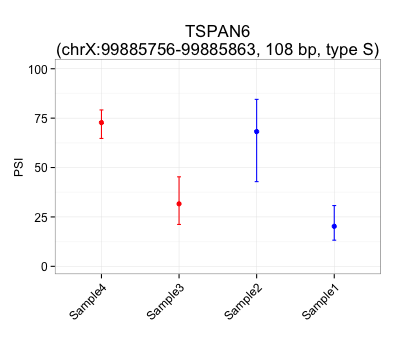 TSPAN6
(chrX:99885756-99885863, 108 bp, type S)
100
75
50
25
0
PSI
Sample4
Sample3
Sample2
Sample1